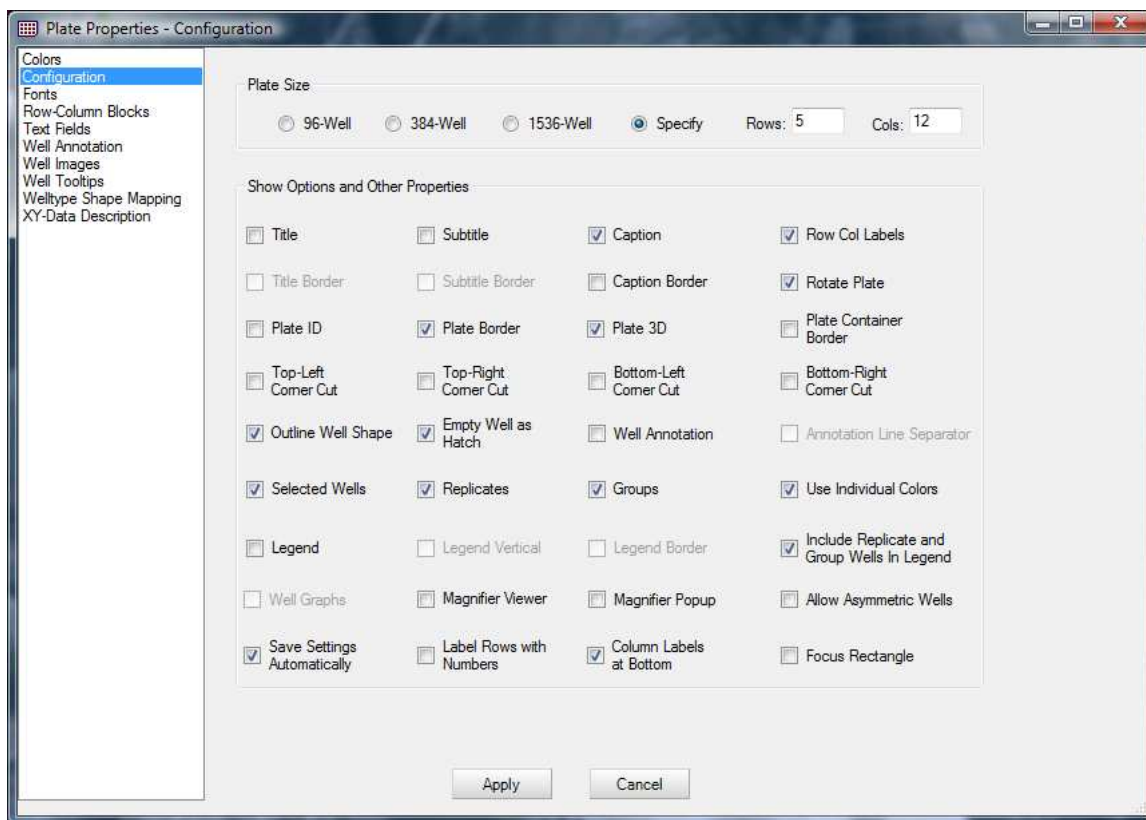 Plate Properties - Configuration
Colors
Configuration
Fonts
Row-Column Blocks
Text Fields
Well Annotation
Well Images
Well Tooltips
Welltype Shape Mapping
XY-Data Description
Plate Size
96-Well 384-Well 1536-Well Specify Rows: 5 Cols: 12
Show Options and Other Properties
Title Subtitle Caption Row Col Labels
Title Border Subtitle Border Caption Border Rotate Plate
Plate ID Plate Border Plate 3D Plate Container
Border
Top-Left Top-Right Bottom-Left Bottom-Right
Corner Cut Corner Cut Corner Cut Corner Cut
Outline Well Shape Empty Well as
Hatch Well Annotation Annotation Line Separator
Selected Wells Replicates Groups Use Individual Colors
Legend Legend Vertical Legend Border Include Replicate and
Group Wells In Legend
Well Graphs Magnifier Viewer Magnifier Popup Allow Asymmetric Wells
Save Settings Label Rows with Column Labels
Automatically Numbers at Bottom Focus Rectangle
Apply Cancel